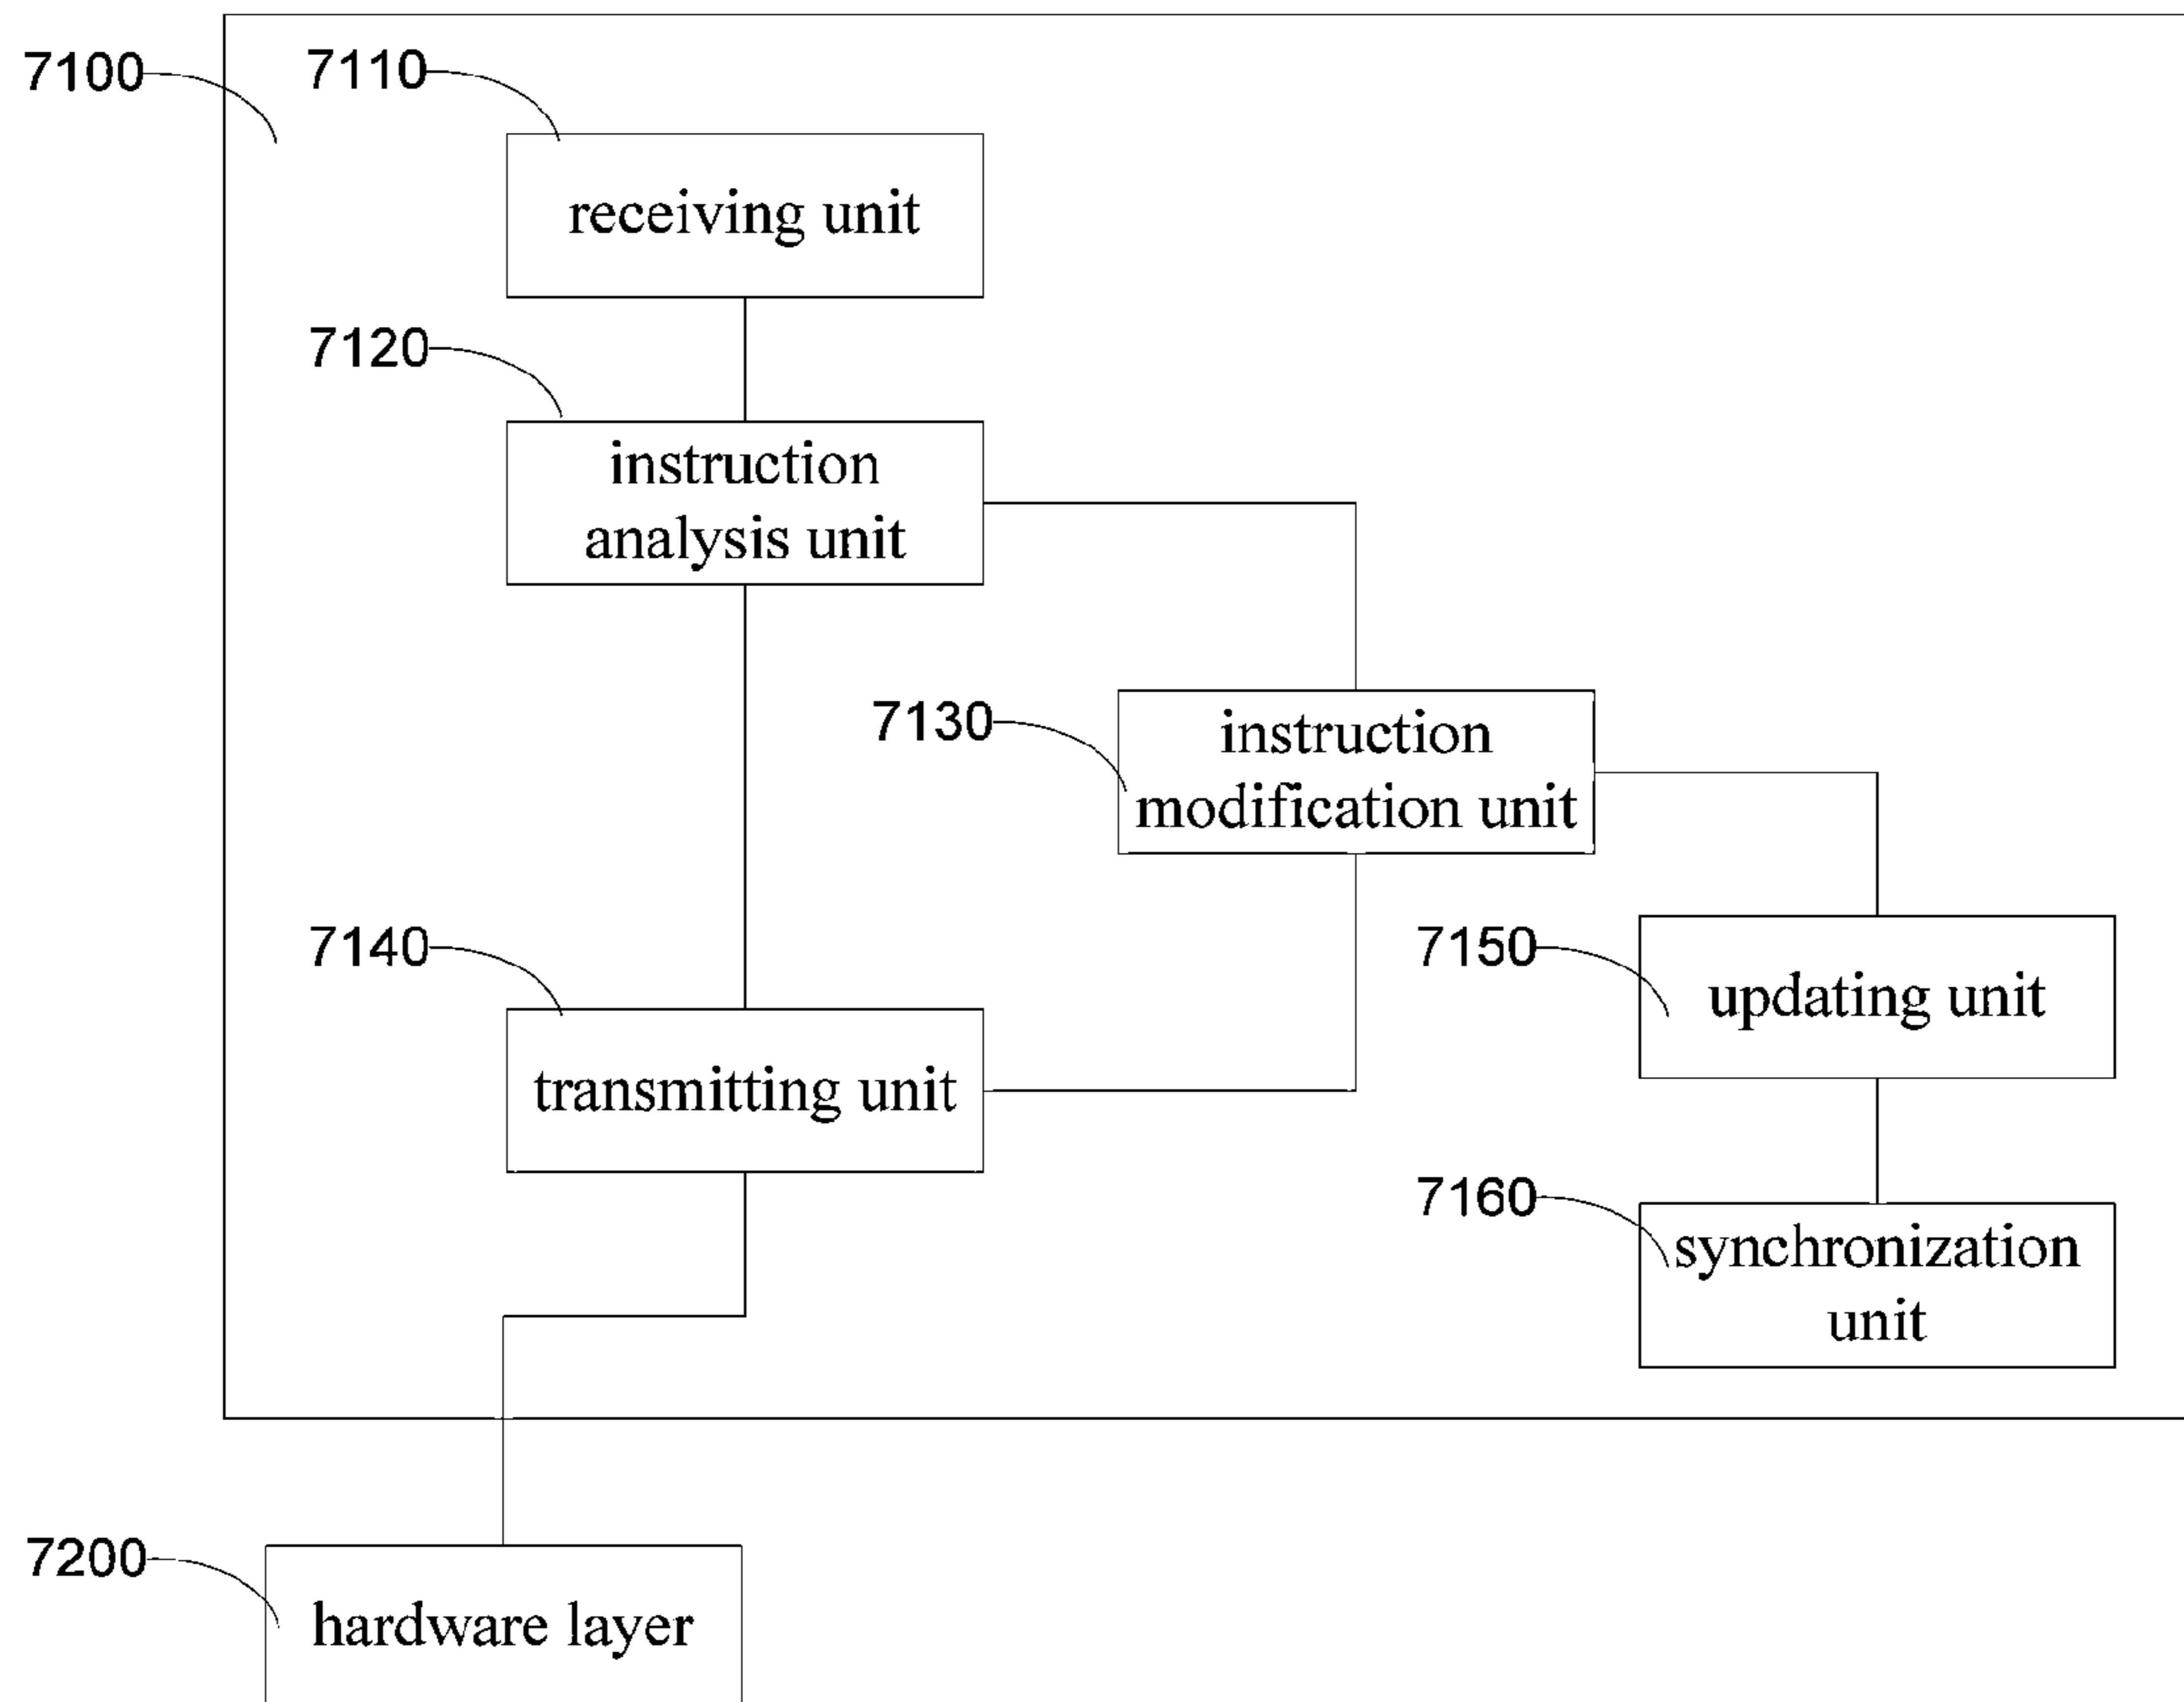 7100
7110
receiving unit
7120
instruction
analysis unit
7130
instruction
modification unit
7140
transmitting unit
7150
updating unit
7160
synchronization
unit
7200
hardware layer